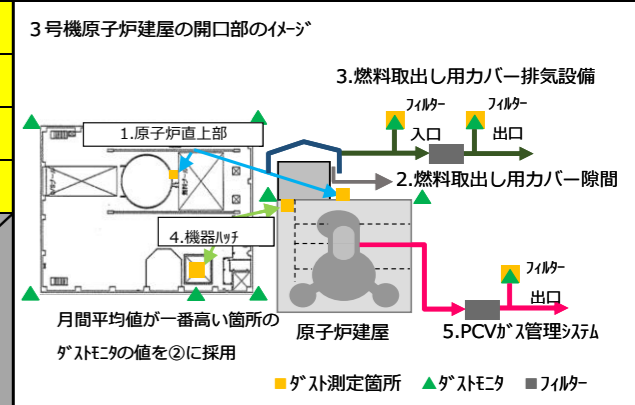 3号機原子炉建屋の開口部のイメージ
3.燃料取出し用カバー排気設備
フィルター
フィルター
入口
出口
1.原子炉直上部
2.燃料取出し用カバー隙間
4.機器ハッチ
フィルター
出口
月間平均値が一番高い箇所の
ダストモニタの値を②に採用
原子炉建屋
5.PCVガス管理システム
■ダスト測定箇所 ▲ダストモニタ ■フィルター